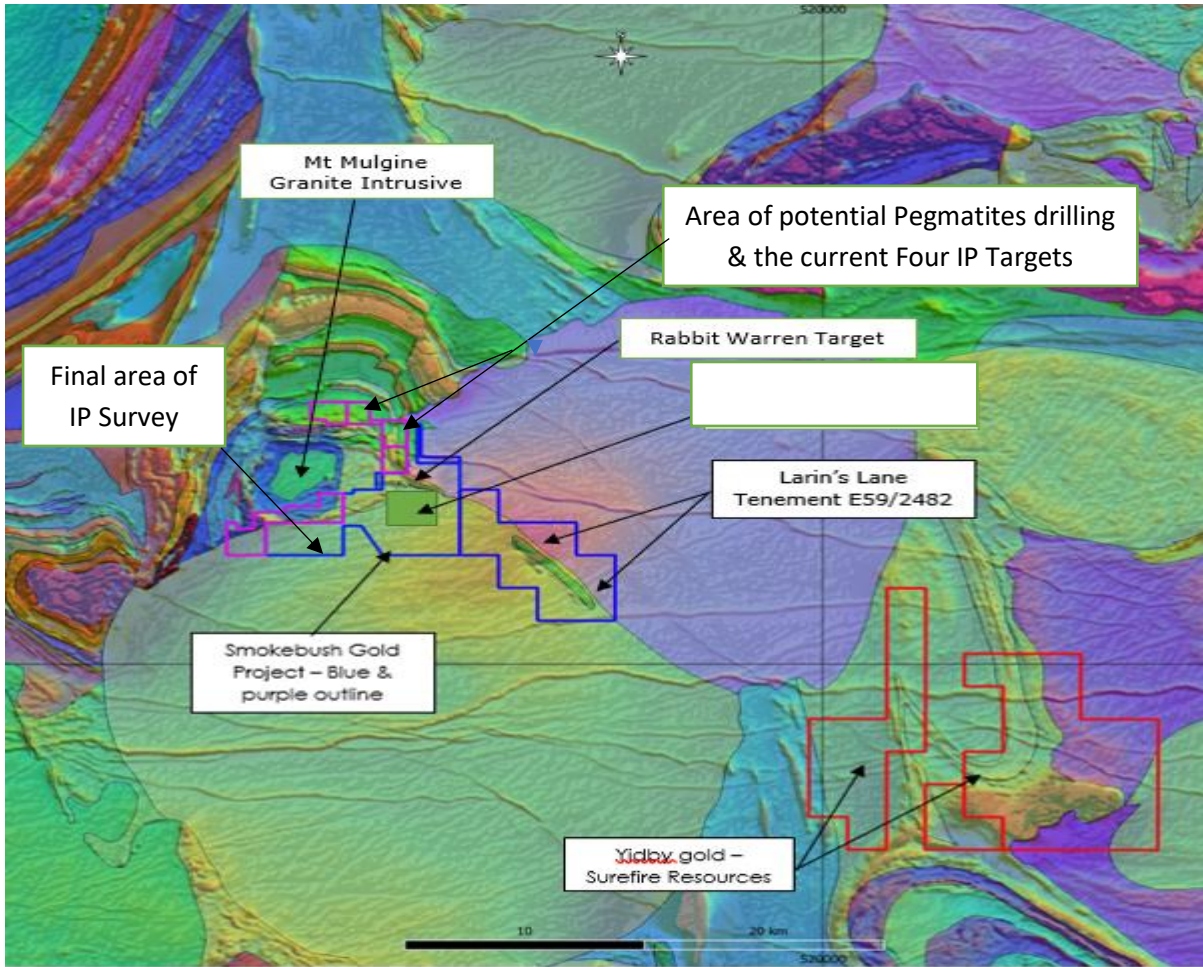 520000
N
Mt Mulgine
Granite Intrusive
Area of potential Pegmatites drilling
& the current Four IP Targets
Rabbit Warren Target
Final area of
IP Survey
Larin's Lane
Tenement E59/2482
Smokebush Gold
Project – Blue &
purple outline
Yidby gold –
Surefire Resources
10
20 km
520000